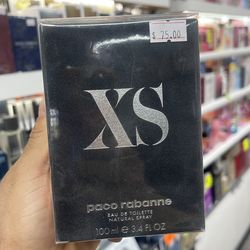 $ 75.00
XS
paco rabanne
EAU DE TOILETTE
NATURAL SPRAY
100 ml e 3.4 FL OZ